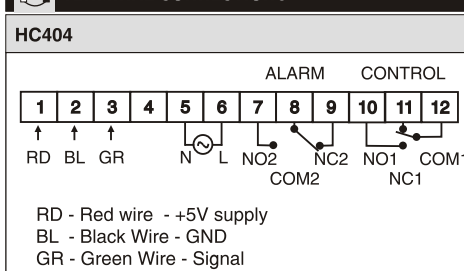 HC404
ALARM CONTROL
1 2 3 4 5 6 7 8 9 10 11 12
RD BL GR N L NO2 NC2 NO1 COM1
COM2 NC1
RD - Red wire - +5V supply
BL - Black Wire - GND
GR - Green Wire - Signal